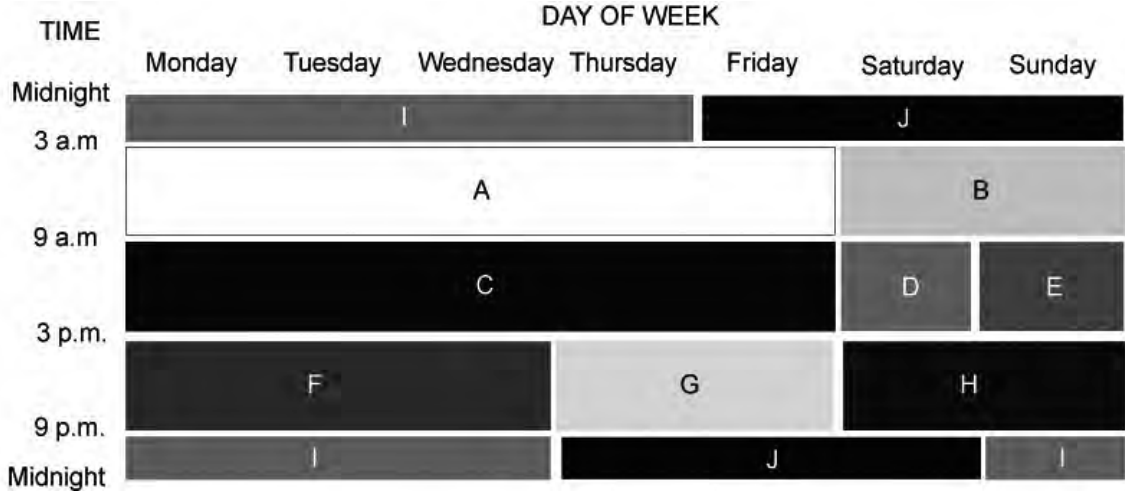 DAY OF WEEK
TIME
Monday Tuesday Wednesday Thursday Friday Saturday Sunday
Midnight
I J
3 a.m
A B
9 a.m
C D E
3 p.m.
F G H
9 p.m.
I J I
Midnight